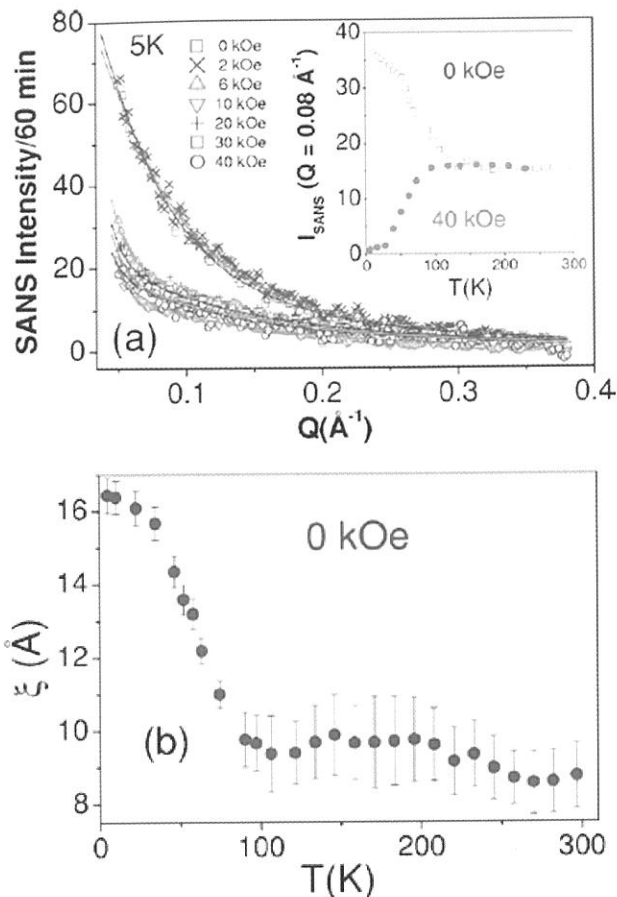 80
60
40
20
0
SANS Intensity/60 min
5K
0 kOe
2 kOe
6 kOe
10 kOe
20 kOe
30 kOe
40 kOe
(a)
0.1
0.2
0.3
0.4
Q(Å⁻¹)
40
30
20
10
0
I_SANS (Q = 0.08 Å⁻¹)
0 kOe
40 kOe
0
100
200
300
T(K)
16
14
12
10
8
ξ (Å)
0 kOe
(b)
0
100
200
300
T(K)